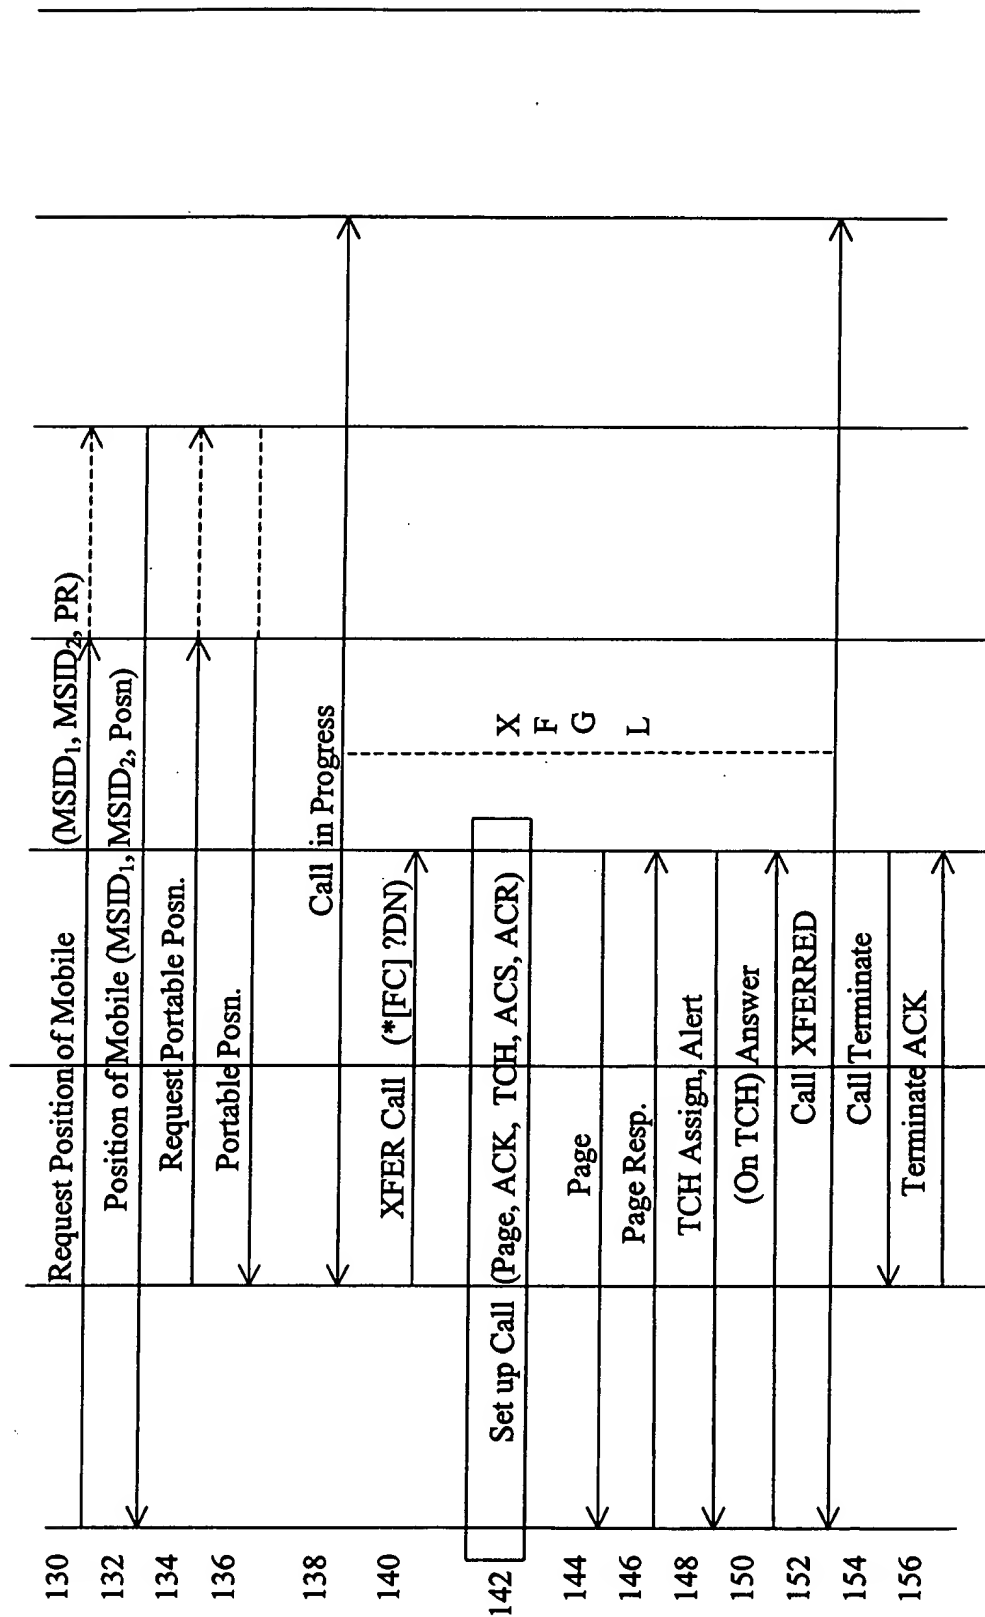 130 Request Position of Mobile (MSID₁, MSID₂, PR)
132 Position of Mobile (MSID₁, MSID₂, Posn)
134 Request Portable Posn.
136 Portable Posn.
138 Call in Progress
140 XFER Call (*[FC] ?DN)
X
F
G
L
142 Set up Call (Page, ACK, TCH, ACS, ACR)
144 Page
146 Page Resp.
148 TCH Assign, Alert
150 (On TCH) Answer
152 Call XFERRED
154 Call Terminate
156 Terminate ACK